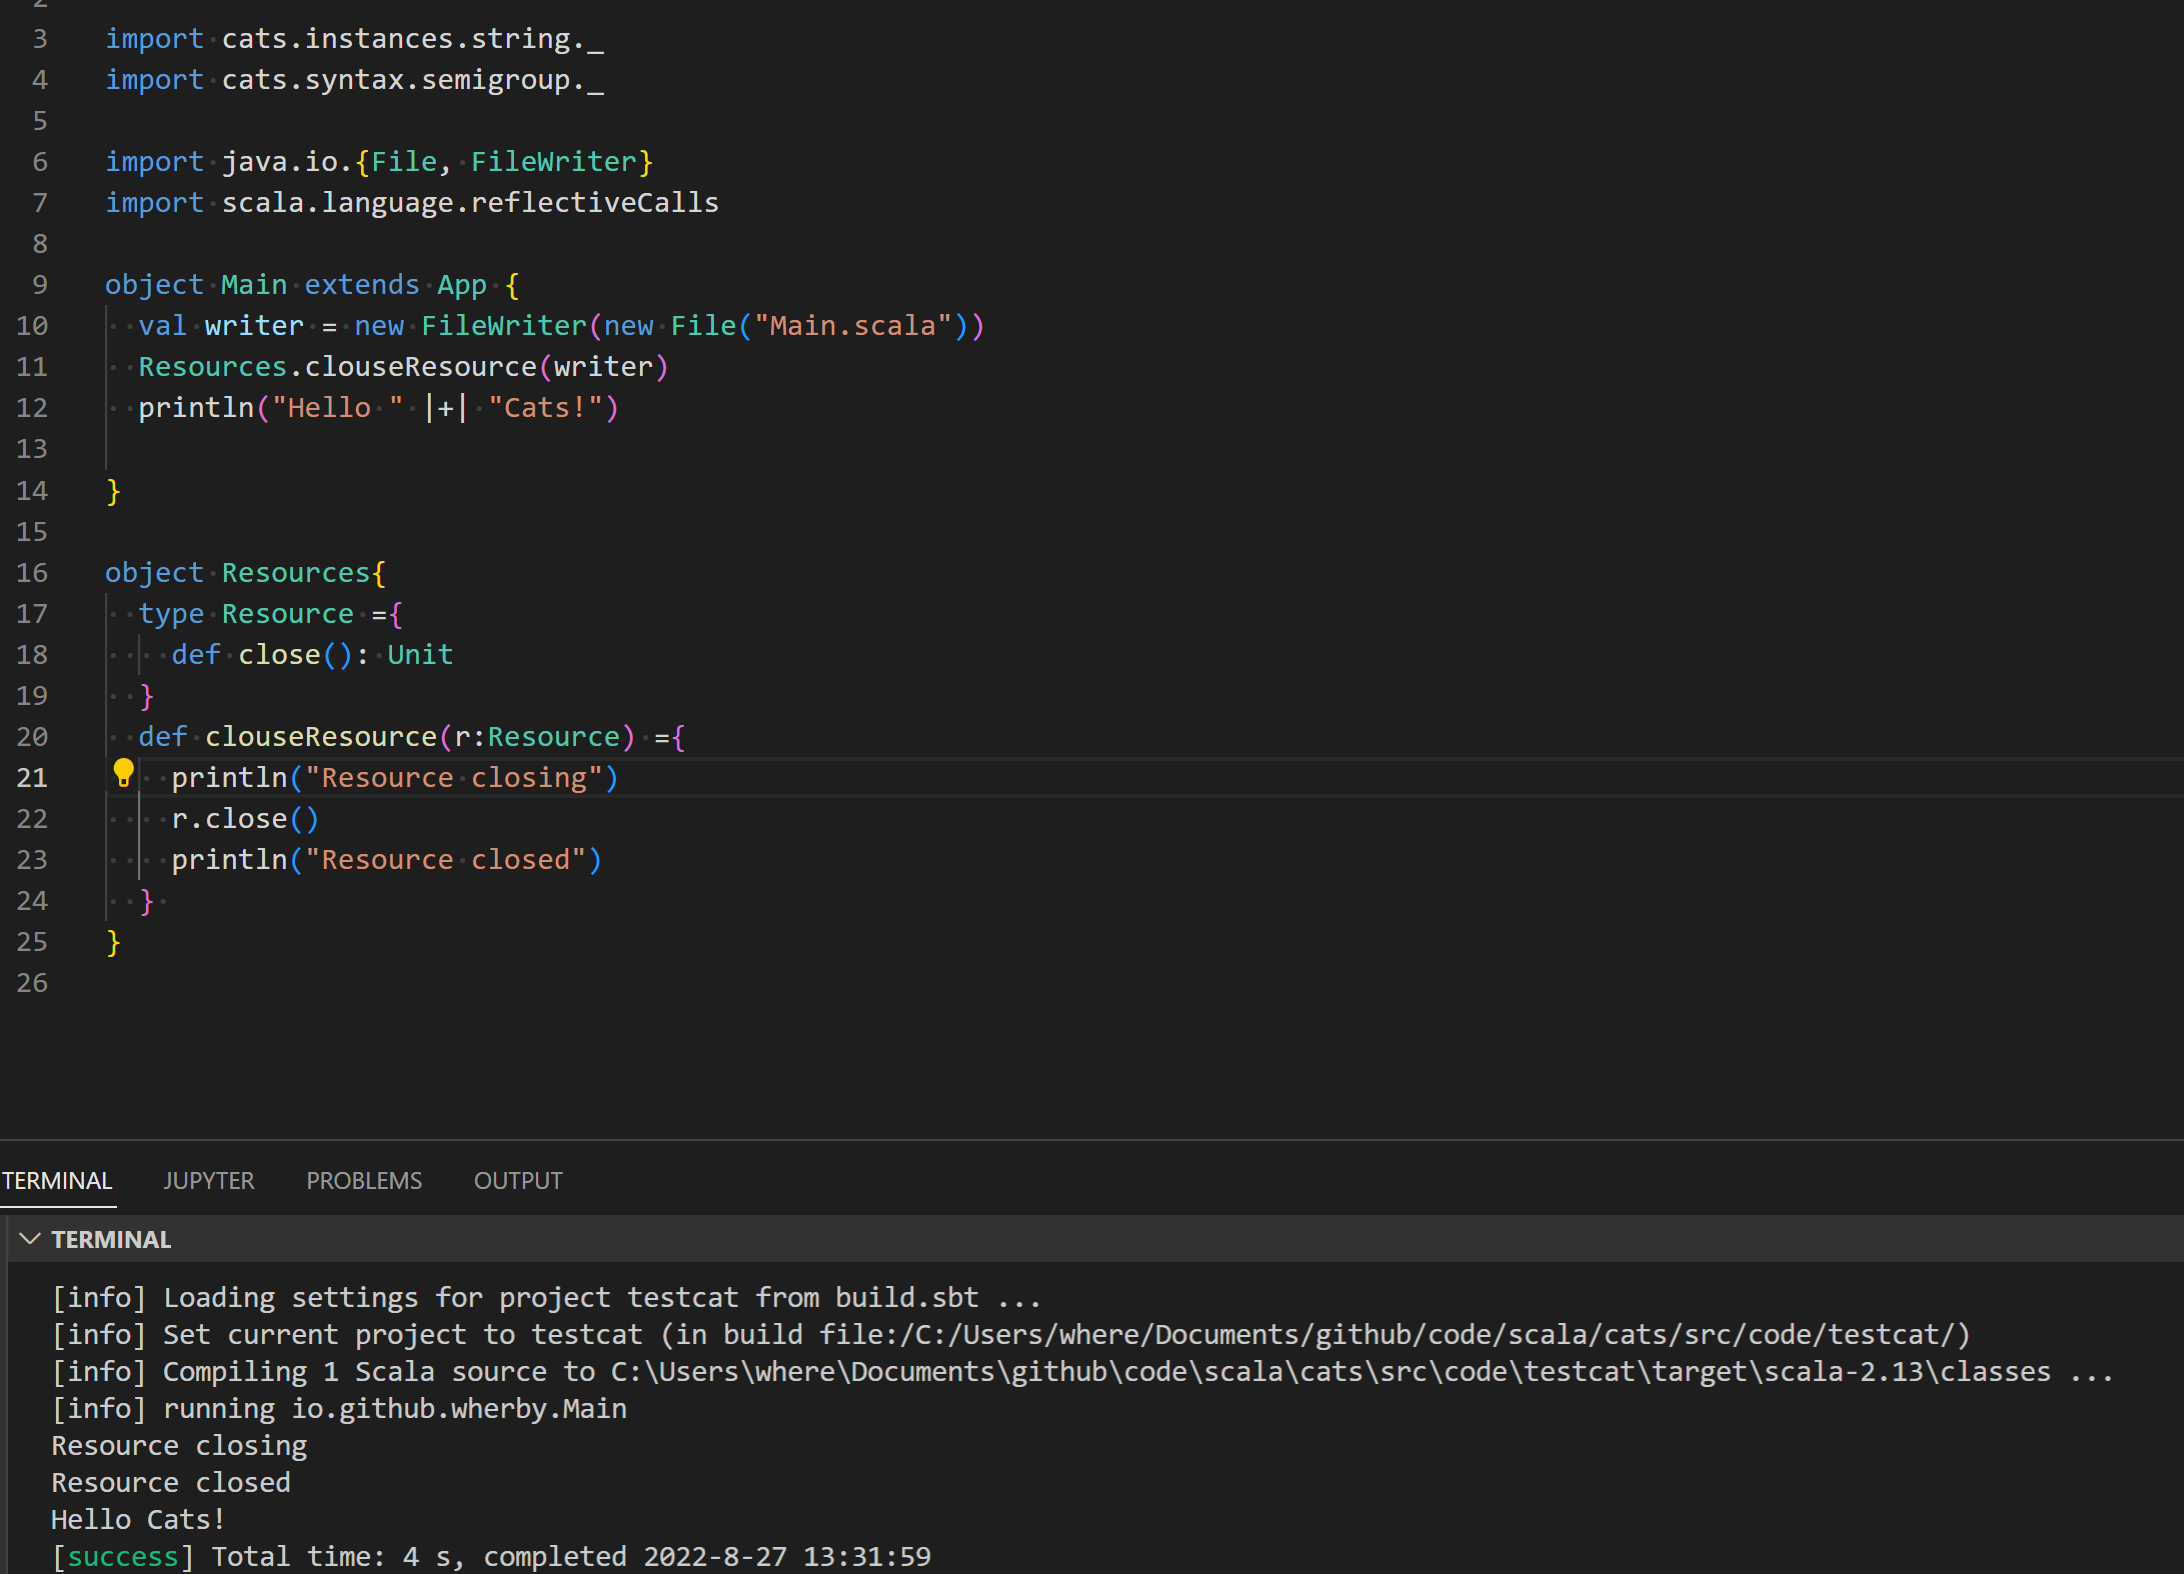 2
3 import cats.instances.string._
4 import cats.syntax.semigroup._
5
6 import java.io.{File, FileWriter}
7 import scala.language.reflectiveCalls
8
9 object Main extends App {
10 val writer = new FileWriter(new File("Main.scala"))
11 Resources.clouseResource(writer)
12 println("Hello " |+| "Cats!")
13
14 }
15
16 object Resources{
17 type Resource ={
18 def close(): Unit
19 }
20 def clouseResource(r:Resource) ={
21 println("Resource closing")
22 r.close()
23 println("Resource closed")
24 }
25 }
26
TERMINAL JUPYTER PROBLEMS OUTPUT
TERMINAL
[info] Loading settings for project testcat from build.sbt ...
[info] Set current project to testcat (in build file:/C:/Users/where/Documents/github/code/scala/cats/src/code/testcat/)
[info] Compiling 1 Scala source to C:\Users\where\Documents\github\code\scala\cats\src\code\testcat\target\scala-2.13\classes ...
[info] running io.github.wherby.Main
Resource closing
Resource closed
Hello Cats!
[success] Total time: 4 s, completed 2022-8-27 13:31:59